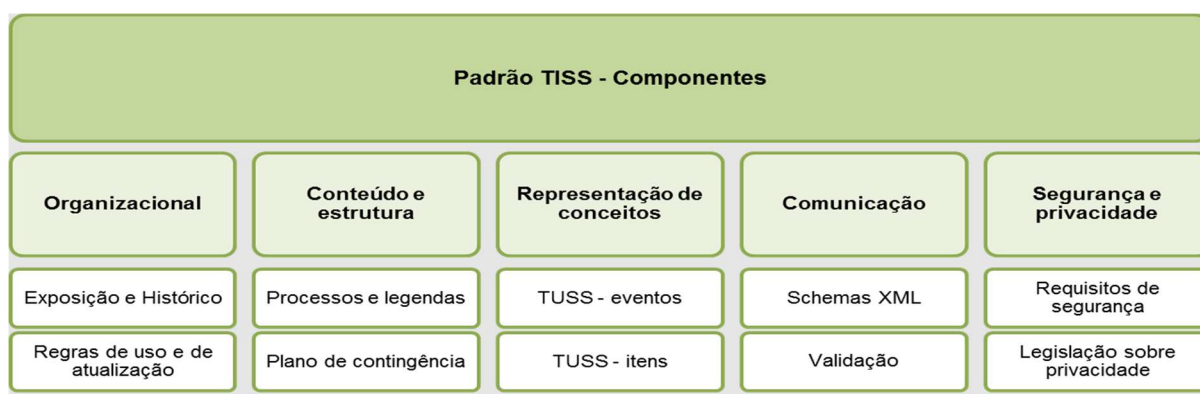 Padrão TISS - Componentes
Organizacional
Conteúdo e
estrutura
Representação de
conceitos
Comunicação
Segurança e
privacidade
Exposição e Histórico
Processos e legendas
TUSS - eventos
Schemas XML
Requisitos de
segurança
Regras de uso e de
atualização
Plano de contingência
TUSS - itens
Validação
Legislação sobre
privacidade